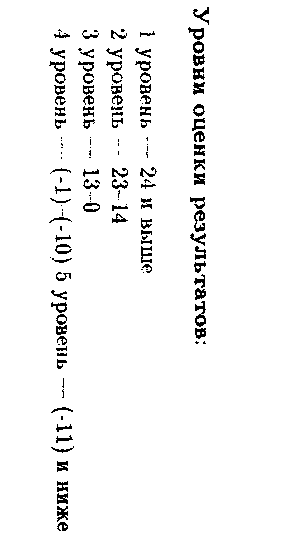 Уровни оценки результатов:
1 уровень — 24 и выше
2 уровень — 23–14
3 уровень — 13–0
4 уровень — (-1)–(-10) 5 уровень — (-11) и ниже